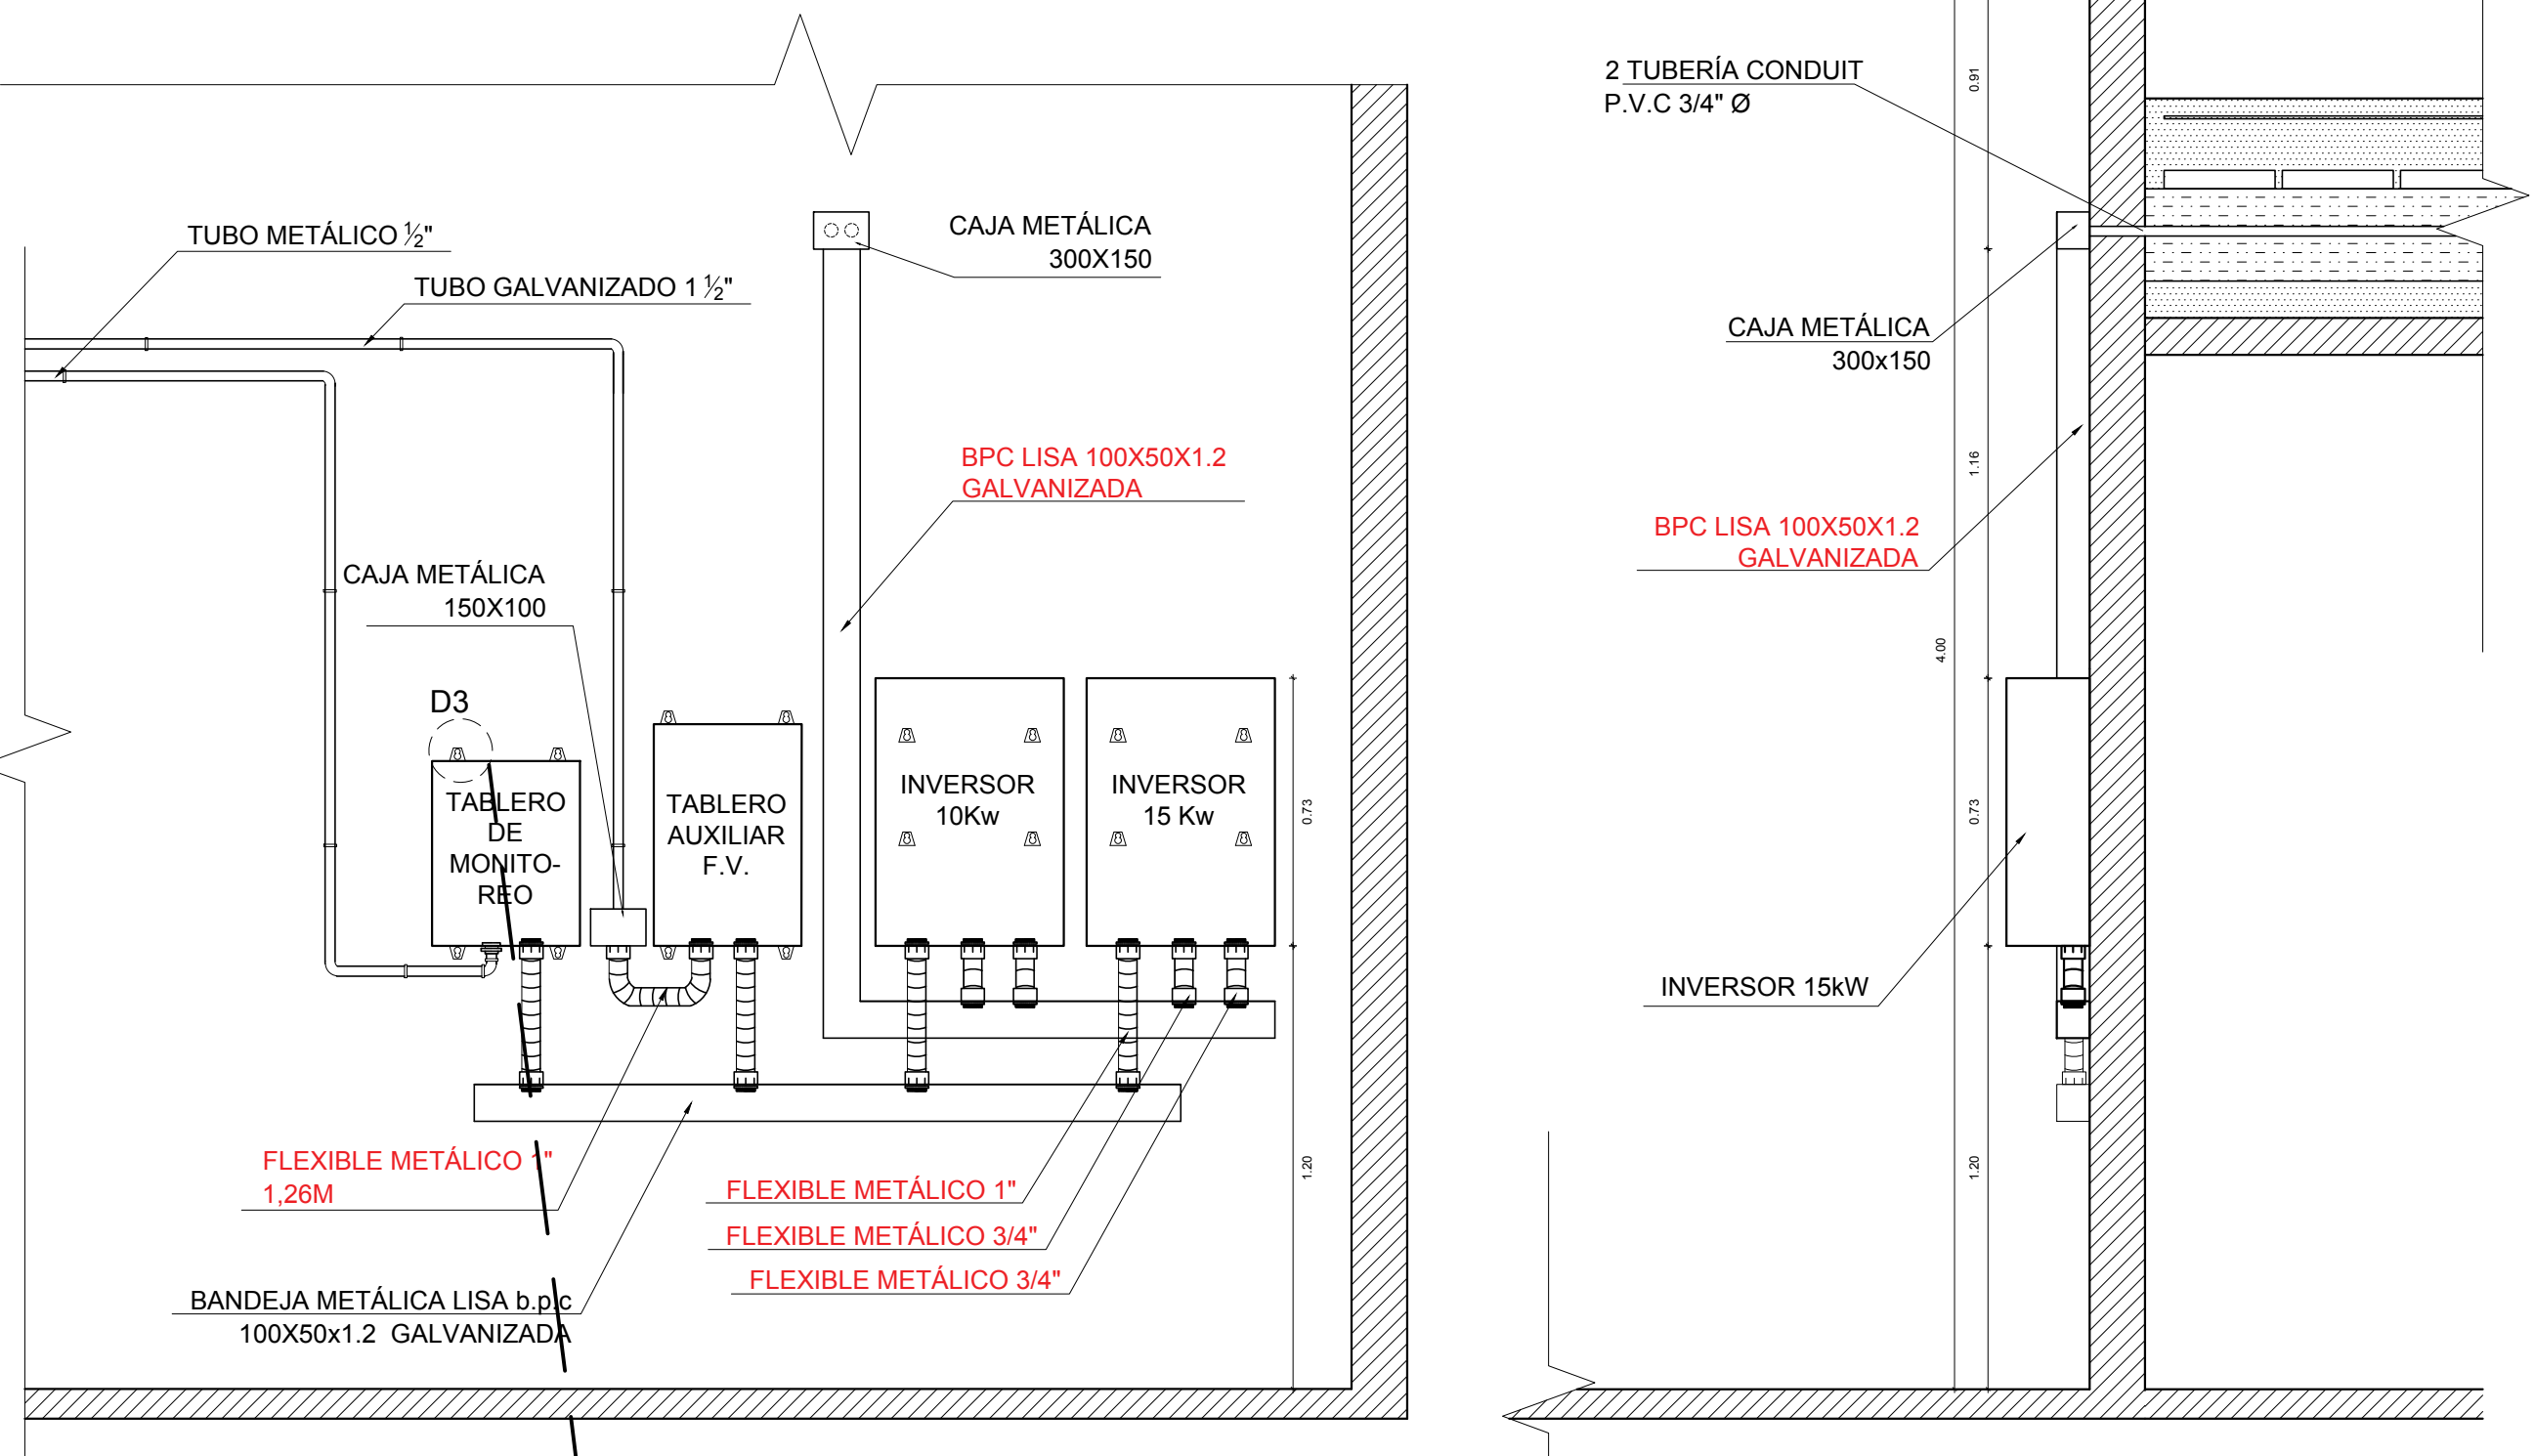 TUBO METÁLICO ½"
TUBO GALVANIZADO 1 ½"
CAJA METÁLICA
300X150
BPC LISA 100X50X1.2
GALVANIZADA
CAJA METÁLICA
150X100
D3
TABLERO
DE
MONITO-
REO
TABLERO
AUXILIAR
F.V.
INVERSOR
10Kw
INVERSOR
15 Kw
0.73
1.20
FLEXIBLE METÁLICO 1"
1,26M
FLEXIBLE METÁLICO 1"
FLEXIBLE METÁLICO 3/4"
FLEXIBLE METÁLICO 3/4"
BANDEJA METÁLICA LISA b.p.c
100X50x1.2 GALVANIZADA
2 TUBERÍA CONDUIT
P.V.C 3/4" Ø
CAJA METÁLICA
300x150
BPC LISA 100X50X1.2
GALVANIZADA
INVERSOR 15kW
0.91
1.16
4.00
0.73
1.20